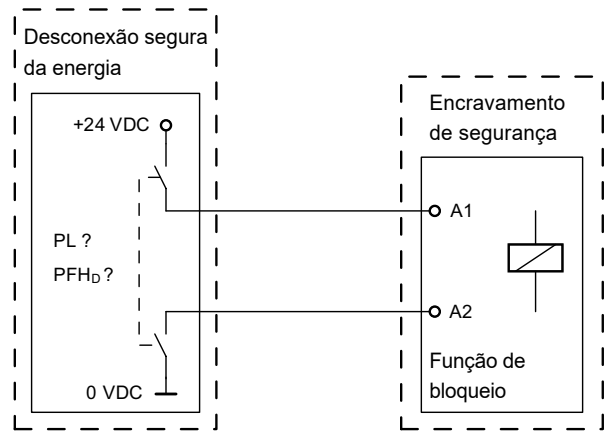 Desconexão segura
da energia
+24 VDC
PL ?
PFHD ?
0 VDC
Encravamento
de segurança
A1
A2
Função de
bloqueio